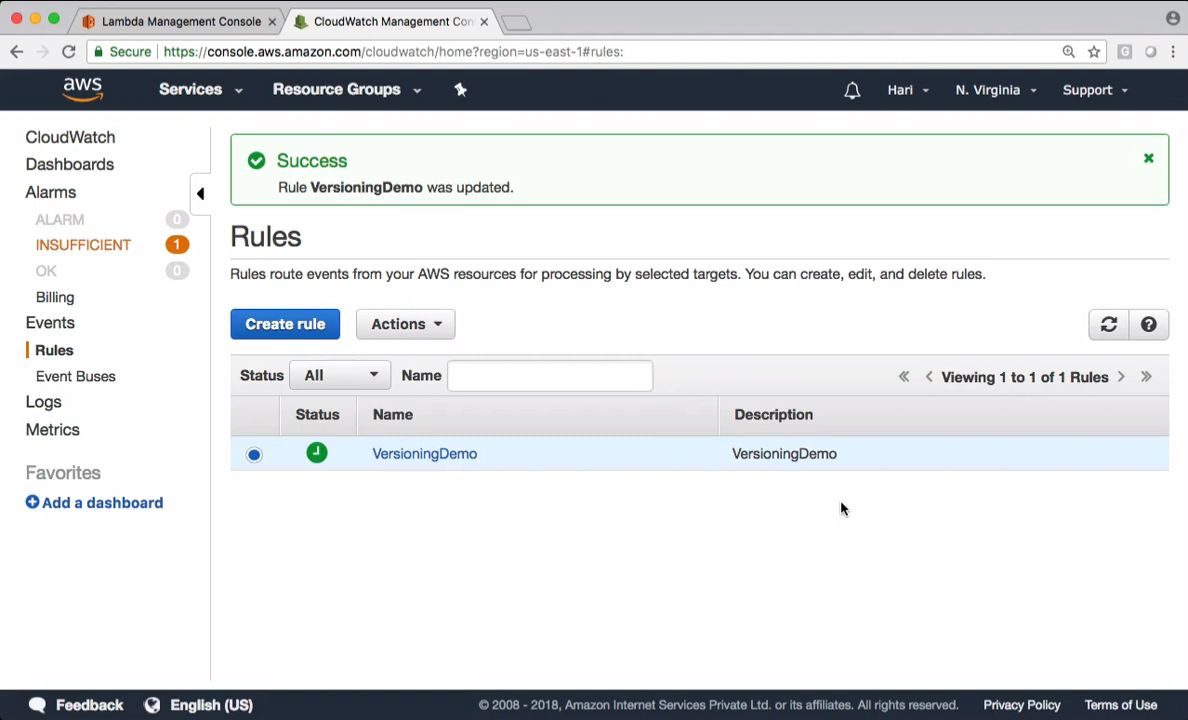 Lambda Management Console
CloudWatch Management Con
Secure https://console.aws.amazon.com/cloudwatch/home?region=us-east-1#rules:
aws Services Resource Groups Hari N. Virginia Support
CloudWatch
Dashboards
Alarms
ALARM 0
INSUFFICIENT 1
OK 0
Billing
Events
Rules
Event Buses
Logs
Metrics
Favorites
Add a dashboard
Success
Rule VersioningDemo was updated.
Rules
Rules route events from your AWS resources for processing by selected targets. You can create, edit, and delete rules.
Create rule Actions
Status All Name « < Viewing 1 to 1 of 1 Rules > »
Status Name Description
VersioningDemo VersioningDemo
Feedback English (US) © 2008 - 2018, Amazon Internet Services Private Ltd. or its affiliates. All rights reserved. Privacy Policy Terms of Use